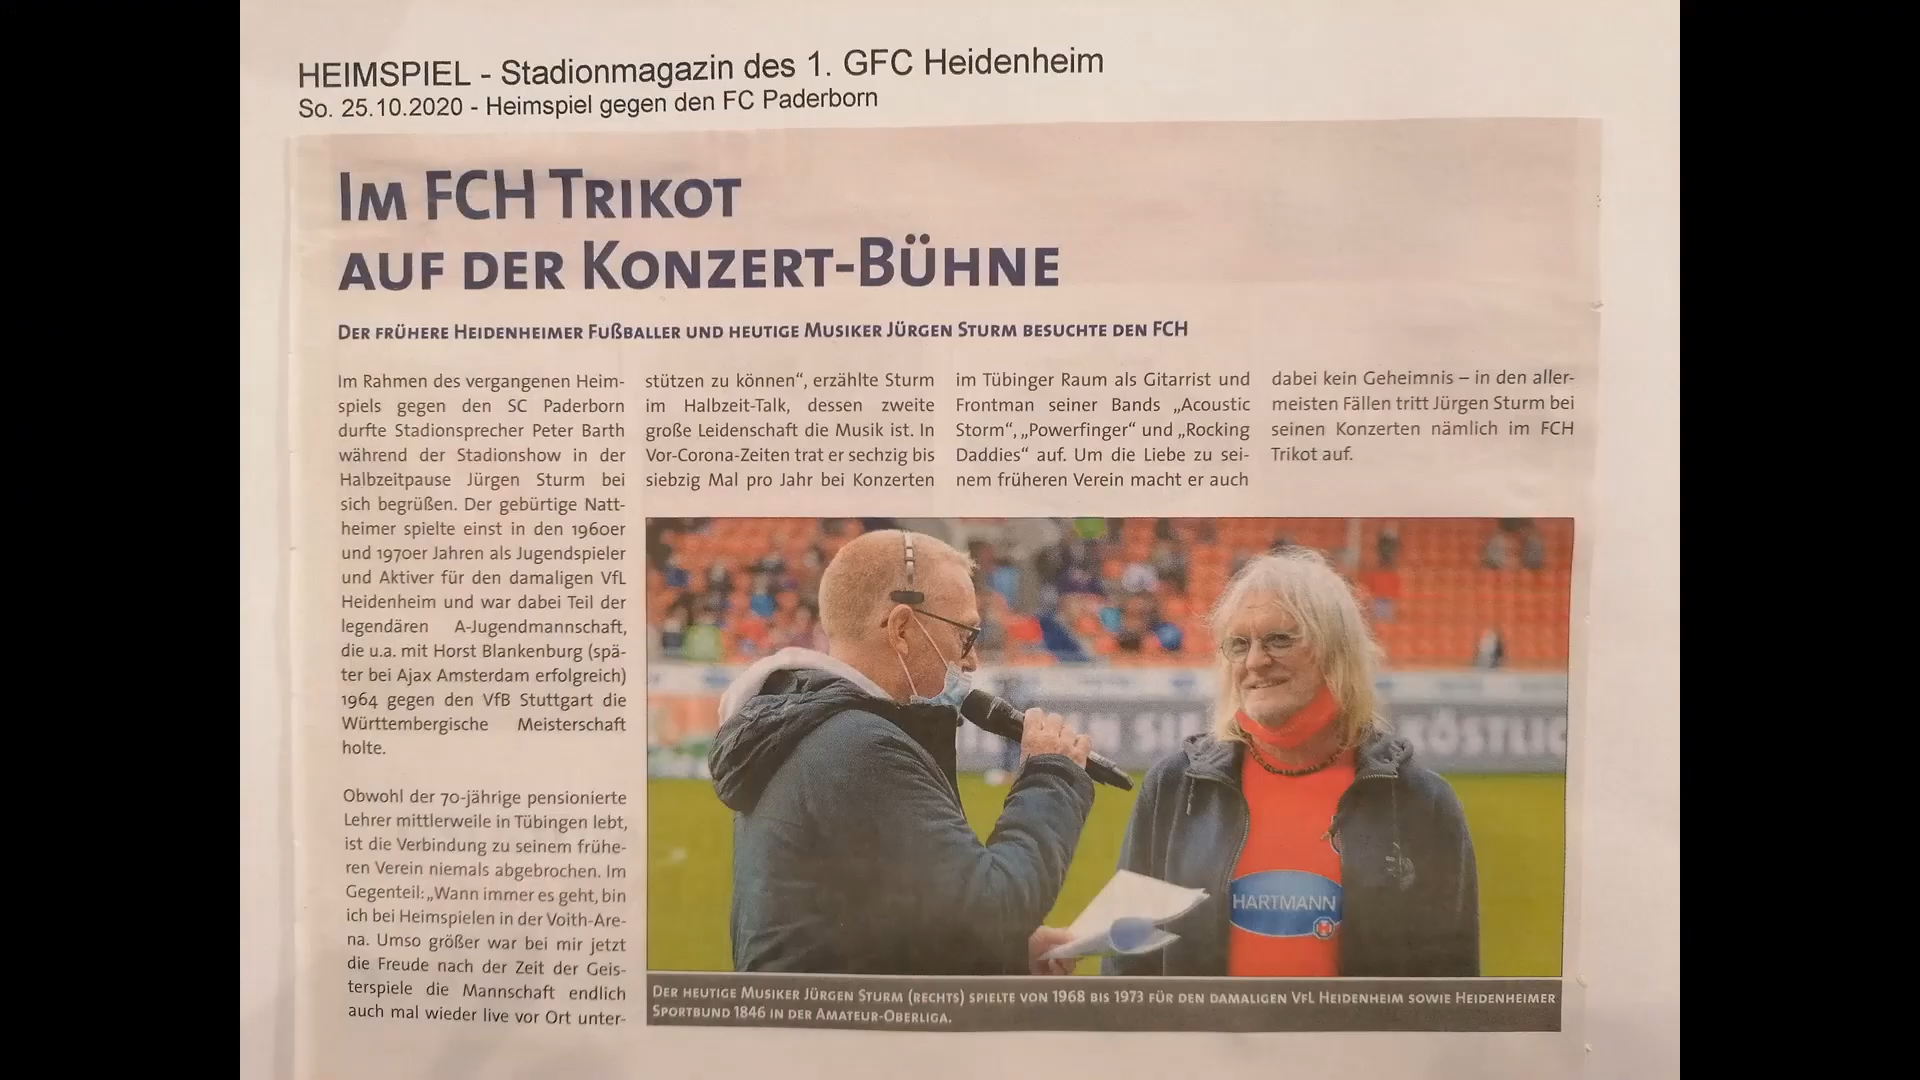 HEIMSPIEL - Stadionmagazin des 1. GFC Heidenheim
So. 25.10.2020 - Heimspiel gegen den FC Paderborn
Im FCH Trikot
auf der Konzert-Bühne
Der frühere Heidenheimer Fußballer und heutige Musiker Jürgen Sturm besuchte den FCH
Im Rahmen des vergangenen Heim-
spiels gegen den SC Paderborn
durfte Stadionsprecher Peter Barth
während der Stadionshow in der
Halbzeitpause Jürgen Sturm bei
sich begrüßen. Der gebürtige Natt-
heimer spielte einst in den 1960er
und 1970er Jahren als Jugendspieler
und Aktiver für den damaligen VfL
Heidenheim und war dabei Teil der
legendären A-Jugendmannschaft,
die u.a. mit Horst Blankenburg (spä-
ter bei Ajax Amsterdam erfolgreich)
1964 gegen den VfB Stuttgart die
Württembergische Meisterschaft
holte.
Obwohl der 70-jährige pensionierte
Lehrer mittlerweile in Tübingen lebt,
ist die Verbindung zu seinem frühe-
ren Verein niemals abgebrochen. Im
Gegenteil: „Wann immer es geht, bin
ich bei Heimspielen in der Voith-Are-
na. Umso größer war bei mir jetzt
die Freude nach der Zeit der Geis-
terspiele die Mannschaft endlich
auch mal wieder live vor Ort unter-
stützen zu können“, erzählte Sturm
im Halbzeit-Talk, dessen zweite
große Leidenschaft die Musik ist. In
Vor-Corona-Zeiten trat er sechzig bis
siebzig Mal pro Jahr bei Konzerten
im Tübinger Raum als Gitarrist und
Frontman seiner Bands „Acoustic
Storm“, „Powerfinger“ und „Rocking
Daddies“ auf. Um die Liebe zu sei-
nem früheren Verein macht er auch
dabei kein Geheimnis – in den aller-
meisten Fällen tritt Jürgen Sturm bei
seinen Konzerten nämlich im FCH
Trikot auf.
KÖSTLIC
HARTMANN
Der heutige Musiker Jürgen Sturm (rechts) spielte von 1968 bis 1973 für den damaligen VfL Heidenheim sowie Heidenheimer
Sportbund 1846 in der Amateur-Oberliga.